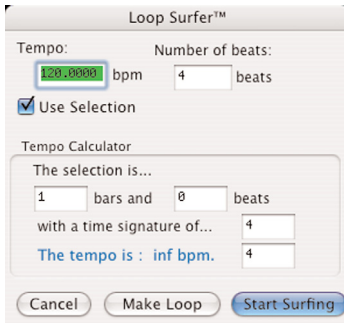 Loop Surfer™
Tempo: Number of beats:
120.0000 bpm 4 beats
Use Selection
Tempo Calculator
The selection is...
1 bars and 0 beats
with a time signature of... 4
The tempo is : inf bpm. 4
Cancel Make Loop Start Surfing